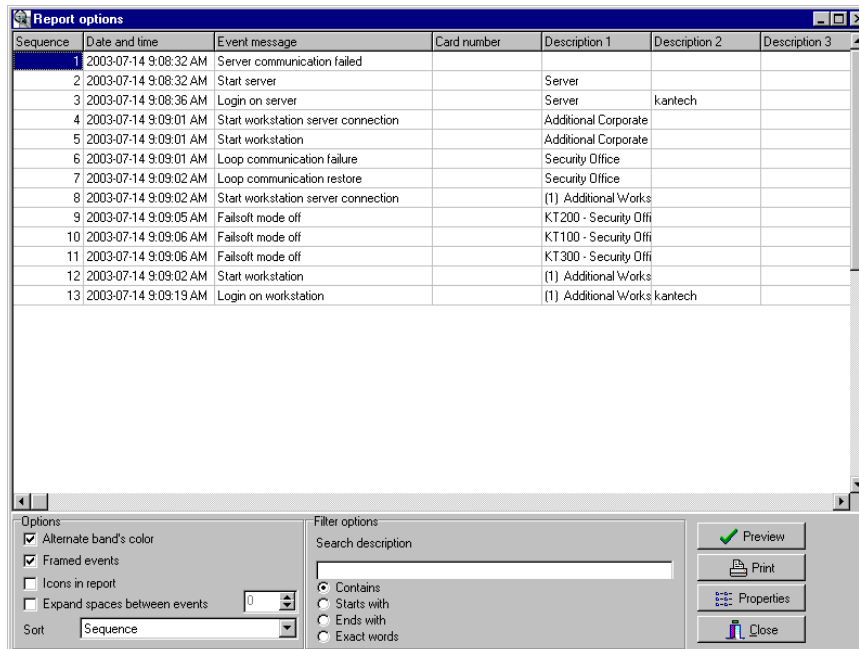 Report options
Sequence Date and time Event message Card number Description 1 Description 2 Description 3
1 2003-07-14 9:08:32 AM Server communication failed
2 2003-07-14 9:08:32 AM Start server Server
3 2003-07-14 9:08:36 AM Login on server Server kantech
4 2003-07-14 9:09:01 AM Start workstation server connection Additional Corporate
5 2003-07-14 9:09:01 AM Start workstation Additional Corporate
6 2003-07-14 9:09:01 AM Loop communication failure Security Office
7 2003-07-14 9:09:02 AM Loop communication restore Security Office
8 2003-07-14 9:09:02 AM Start workstation server connection (1) Additional Works
9 2003-07-14 9:09:05 AM Failsoft mode off KT200 - Security Offi
10 2003-07-14 9:09:06 AM Failsoft mode off KT100 - Security Offi
11 2003-07-14 9:09:06 AM Failsoft mode off KT300 - Security Offi
12 2003-07-14 9:09:02 AM Start workstation (1) Additional Works
13 2003-07-14 9:09:19 AM Login on workstation (1) Additional Works kantech
Options
Alternate band's color
Framed events
Icons in report
Expand spaces between events 0
Sort Sequence
Filter options
Search description
Contains
Starts with
Ends with
Exact words
Preview
Print
Properties
Close